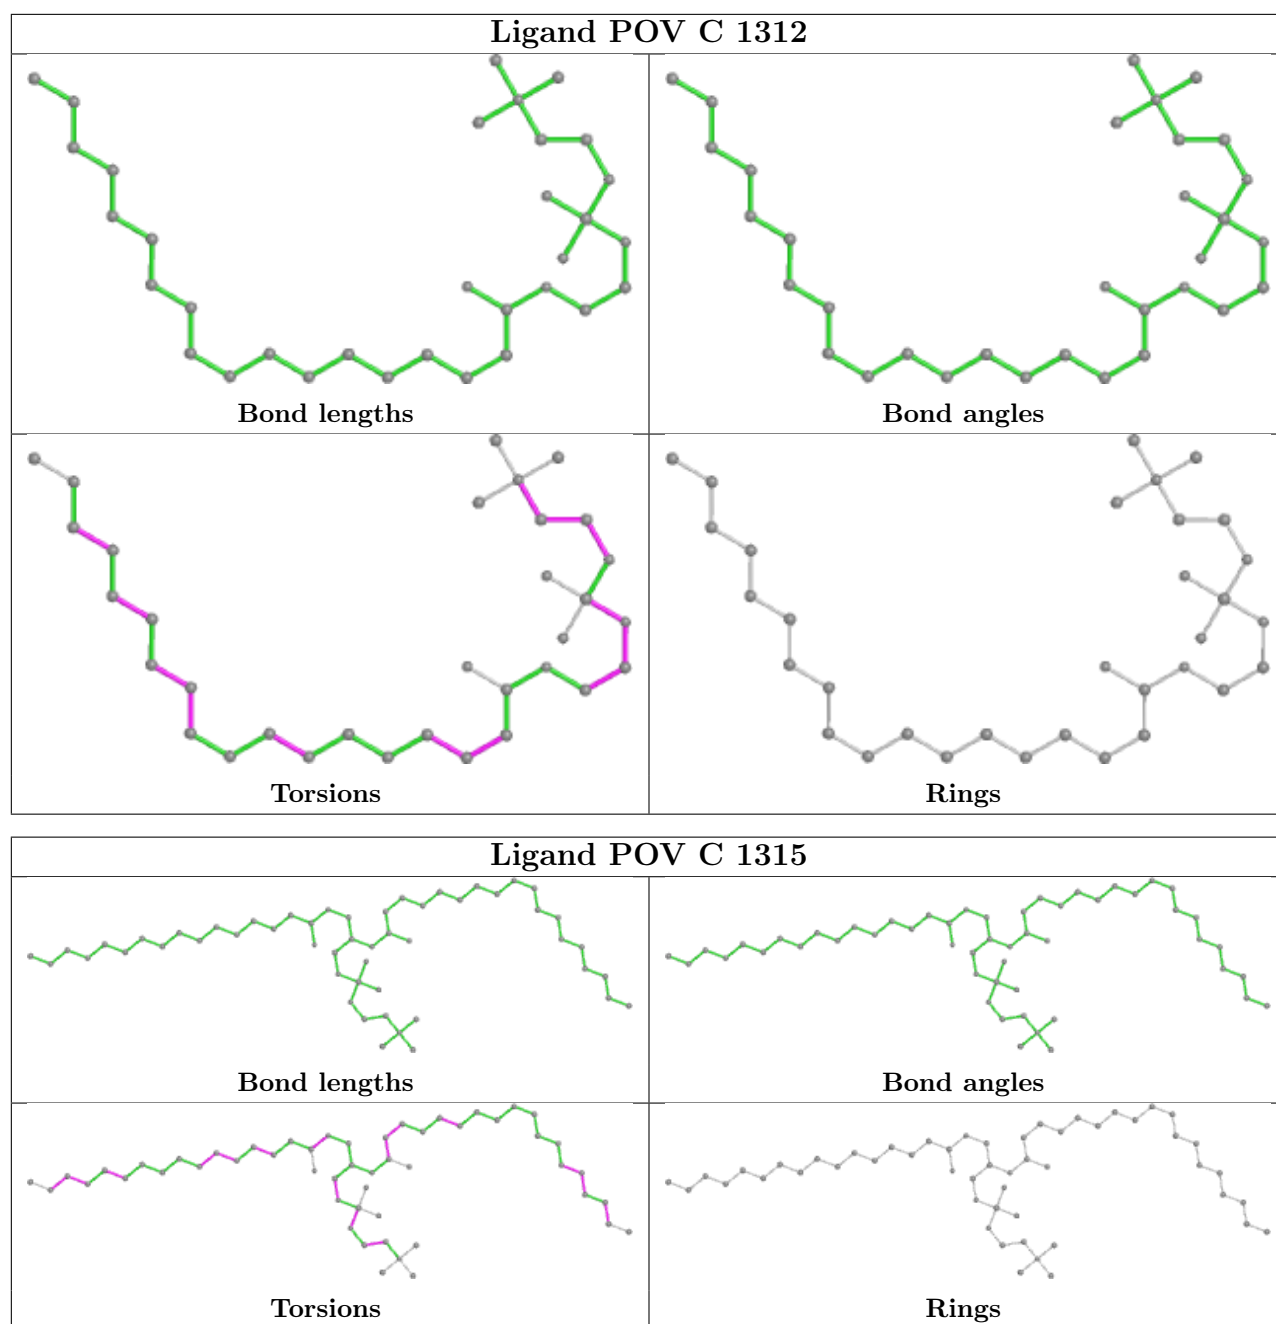 Ligand POV C 1312
Bond lengths
Bond angles
Torsions
Rings
Ligand POV C 1315
Bond lengths
Bond angles
Torsions
Rings